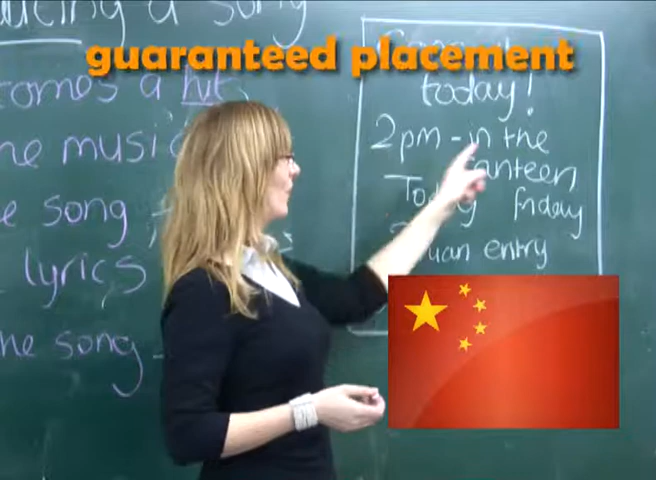 ducing a song
guaranteed placement
comes a hit
today!
he music
2pm - in the
canteen
song
Today friday
lyrics
yuan entry
he song